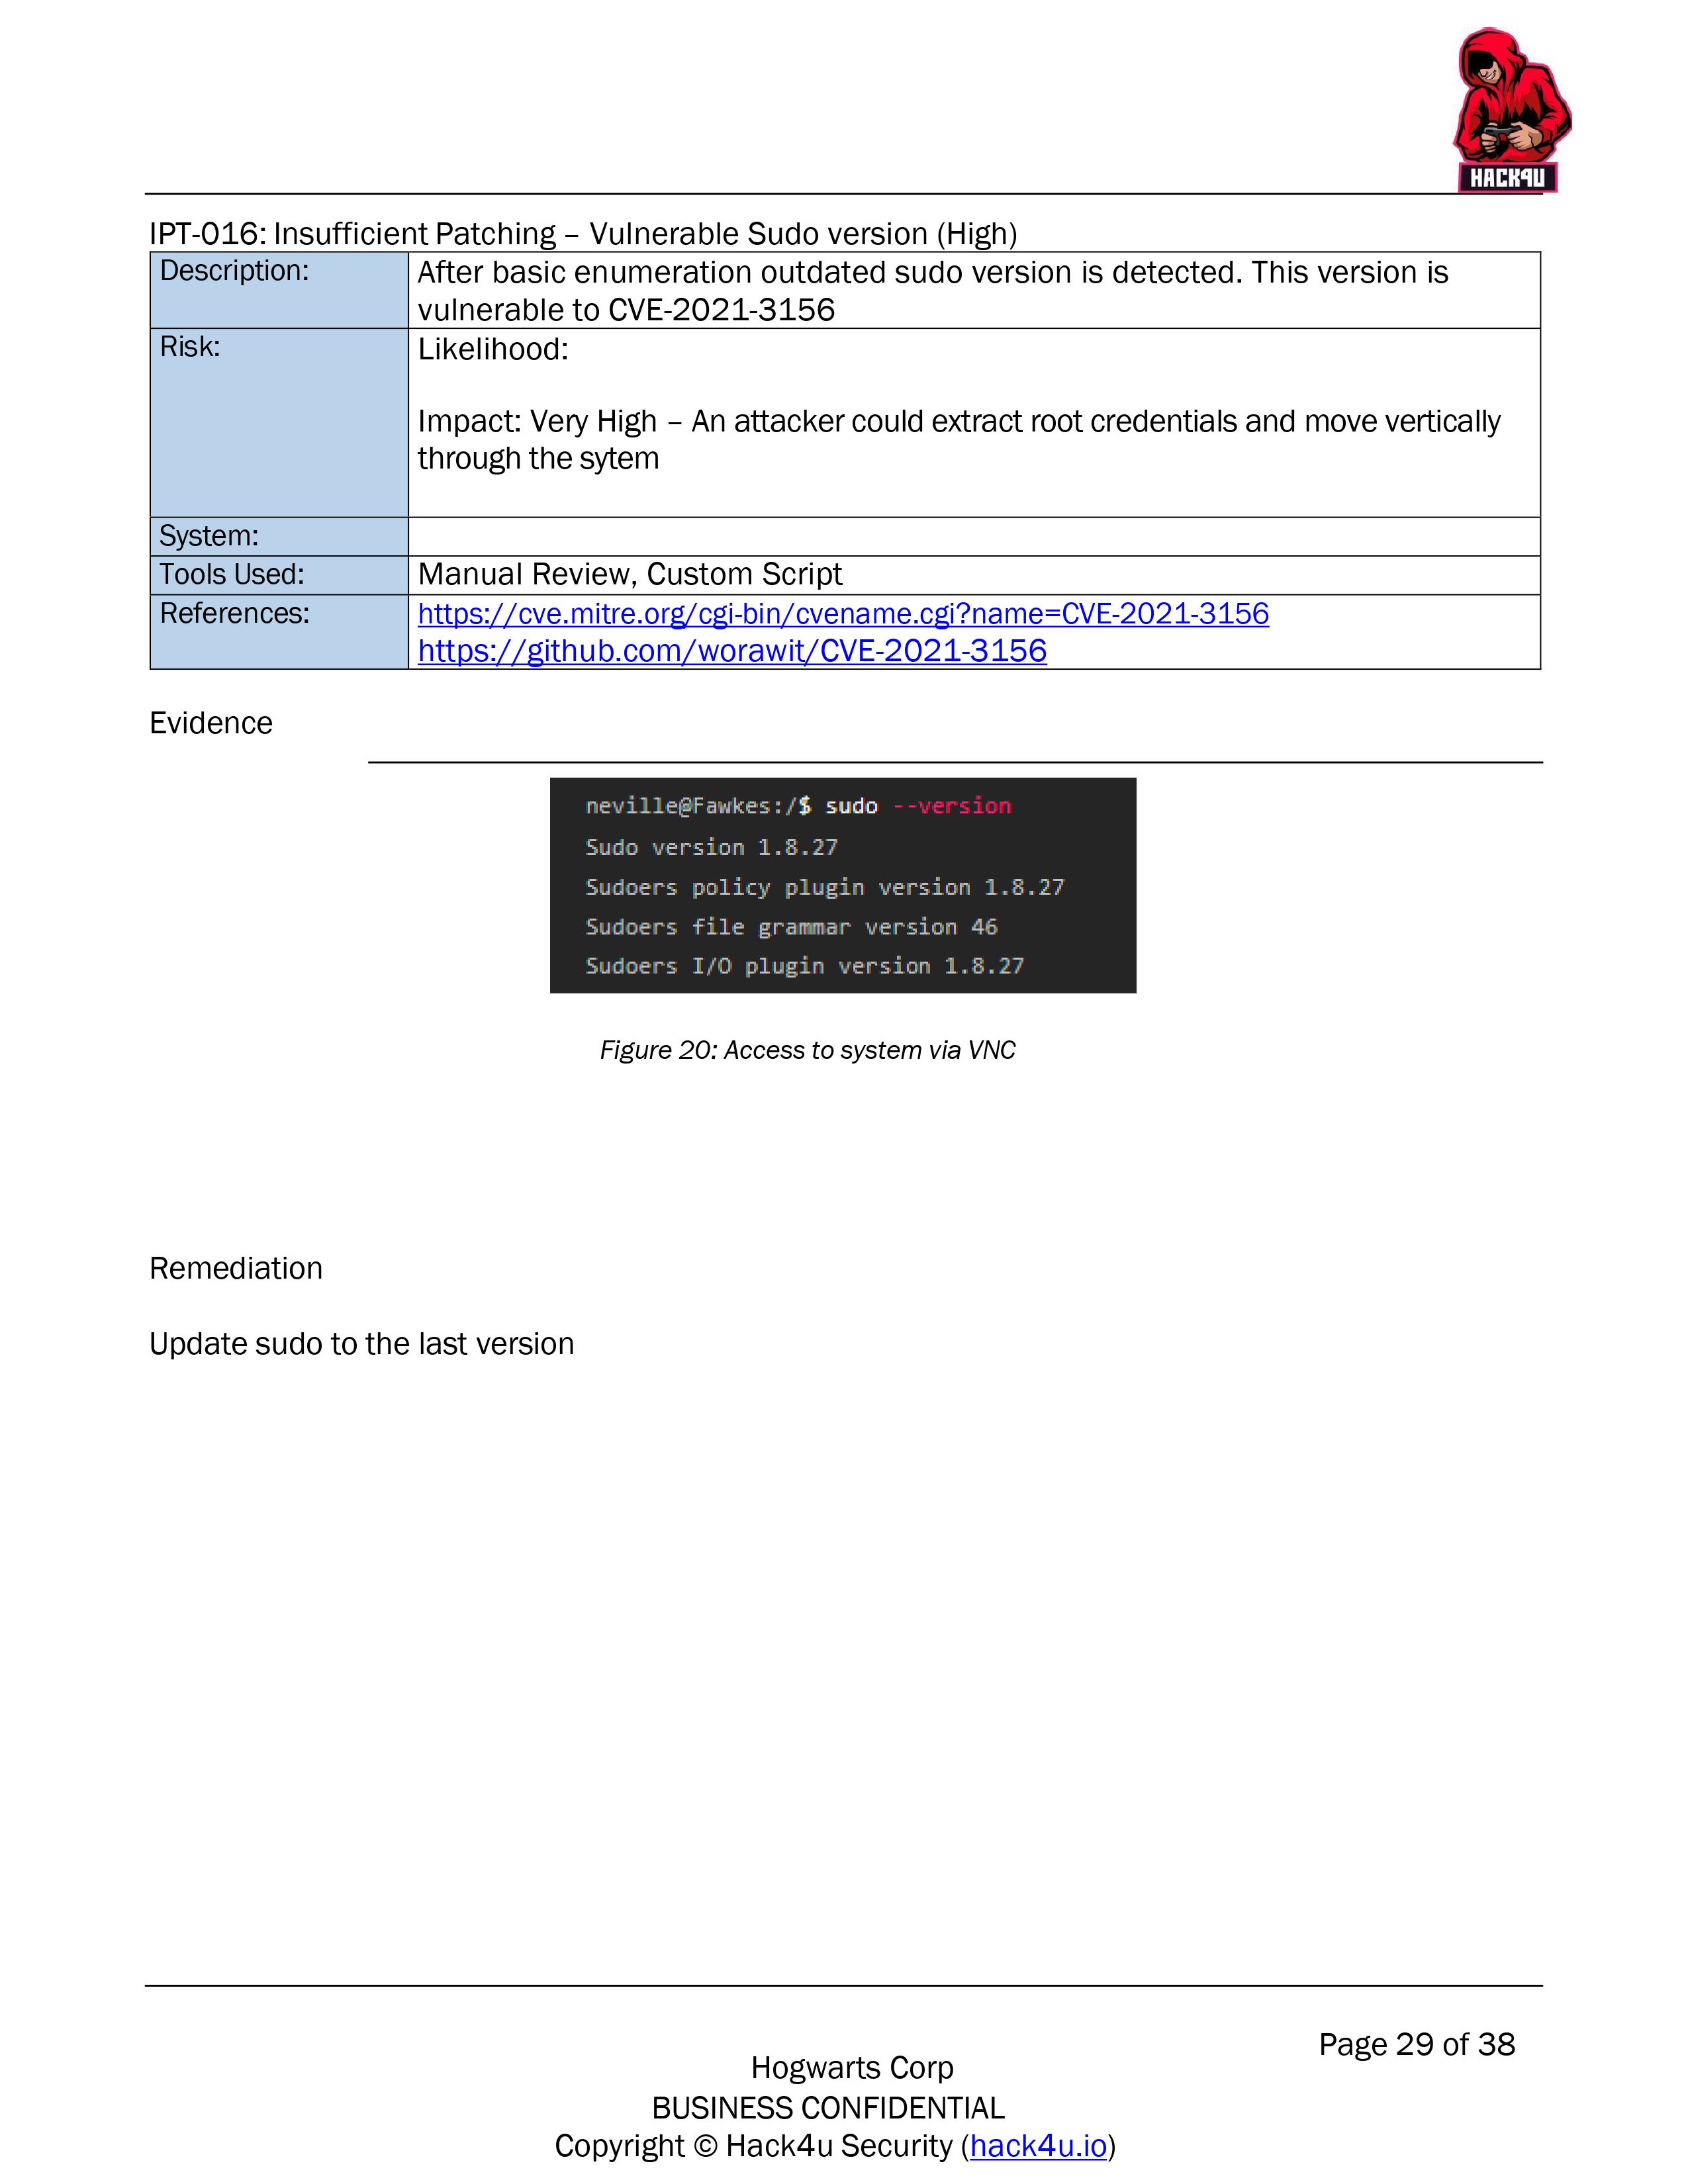 HACK4U
IPT-016: Insufficient Patching – Vulnerable Sudo version (High)
Description:
After basic enumeration outdated sudo version is detected. This version is
vulnerable to CVE-2021-3156
Risk:
Likelihood:
Impact: Very High – An attacker could extract root credentials and move vertically
through the sytem
System:
Tools Used:
Manual Review, Custom Script
References:
https://cve.mitre.org/cgi-bin/cvename.cgi?name=CVE-2021-3156
https://github.com/worawit/CVE-2021-3156
Evidence
neville@Fawkes:/$ sudo --version
Sudo version 1.8.27
Sudoers policy plugin version 1.8.27
Sudoers file grammar version 46
Sudoers I/O plugin version 1.8.27
Figure 20: Access to system via VNC
Remediation
Update sudo to the last version
Page 29 of 38
Hogwarts Corp
BUSINESS CONFIDENTIAL
Copyright © Hack4u Security (hack4u.io)